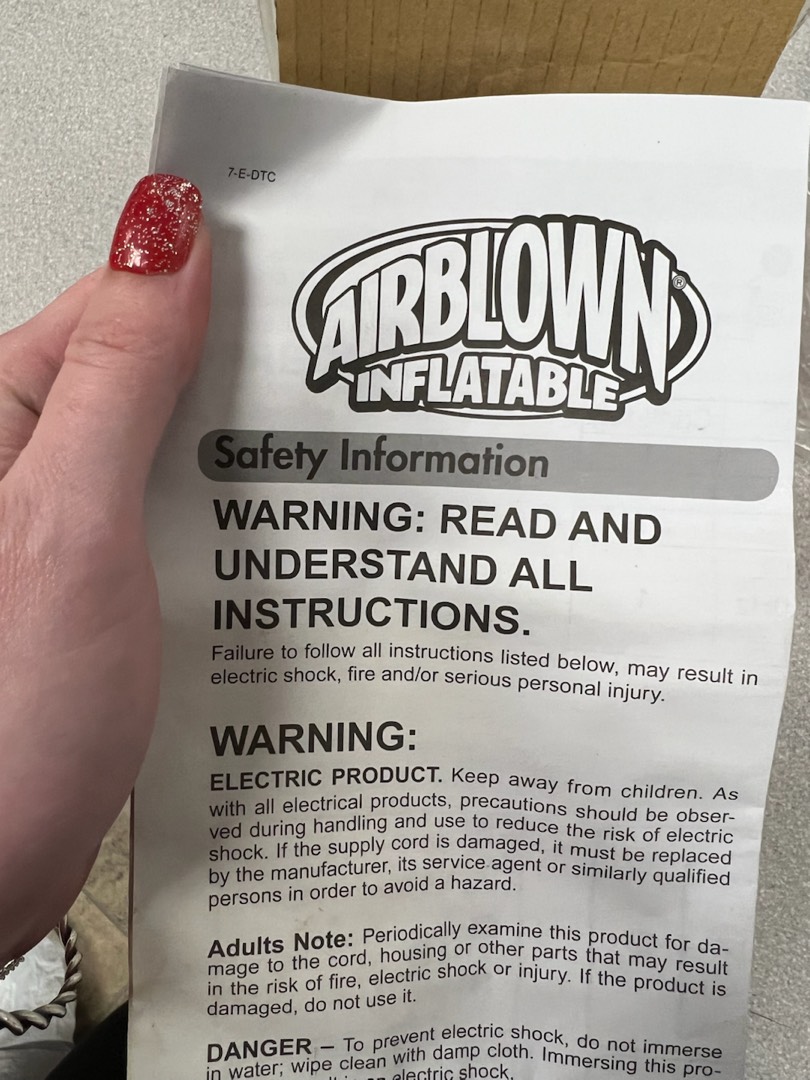 7-E-DTC
AIRBLOWN®
INFLATABLE
Safety Information
WARNING: READ AND
UNDERSTAND ALL
INSTRUCTIONS.
Failure to follow all instructions listed below, may result in
electric shock, fire and/or serious personal injury.
WARNING:
ELECTRIC PRODUCT. Keep away from children. As
with all electrical products, precautions should be obser-
ved during handling and use to reduce the risk of electric
shock. If the supply cord is damaged, it must be replaced
by the manufacturer, its service agent or similarly qualified
persons in order to avoid a hazard.
Adults Note: Periodically examine this product for da-
mage to the cord, housing or other parts that may result
in the risk of fire, electric shock or injury. If the product is
damaged, do not use it.
DANGER – To prevent electric shock, do not immerse
in water; wipe clean with damp cloth. Immersing this pro-
electric shock.